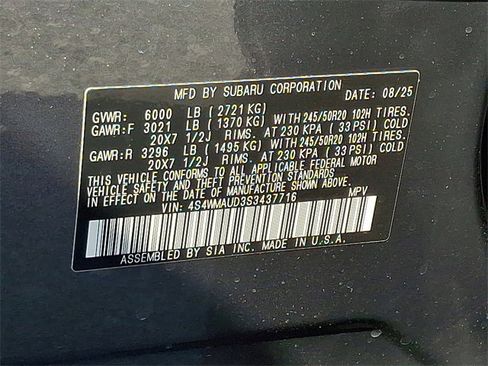 MFD BY SUBARU CORPORATION DATE: 08/25
GVWR: 6000 LB ( 2721 KG)
GAWR:F 3021 LB ( 1370 KG) WITH 245/50R20 102H TIRES,
20X7 1/2J RIMS, AT 230 KPA ( 33 PSI) COLD
GAWR:R 3296 LB ( 1495 KG) WITH 245/50R20 102H TIRES,
20X7 1/2J RIMS, AT 230 KPA ( 33 PSI) COLD
THIS VEHICLE CONFORMS TO ALL APPLICABLE FEDERAL MOTOR
VEHICLE SAFETY AND THEFT PREVENTION STANDARDS
IN EFFECT ON THE DATE OF MANUFACTURE SHOWN ABOVE.
VIN: 4S4WMAUD3S3437716 MPV
ASSEMBLED BY SIA INC. MADE IN U.S.A.